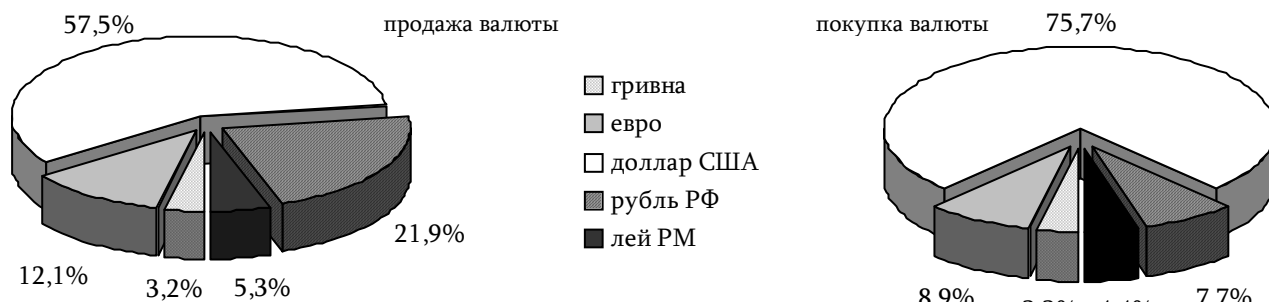 57,5%
продажа валюты
покупка валюты
75,7%
гривна
евро
доллар США
рубль РФ
лей РМ
21,9%
12,1%
3,2%
5,3%
8,9%
7,7%